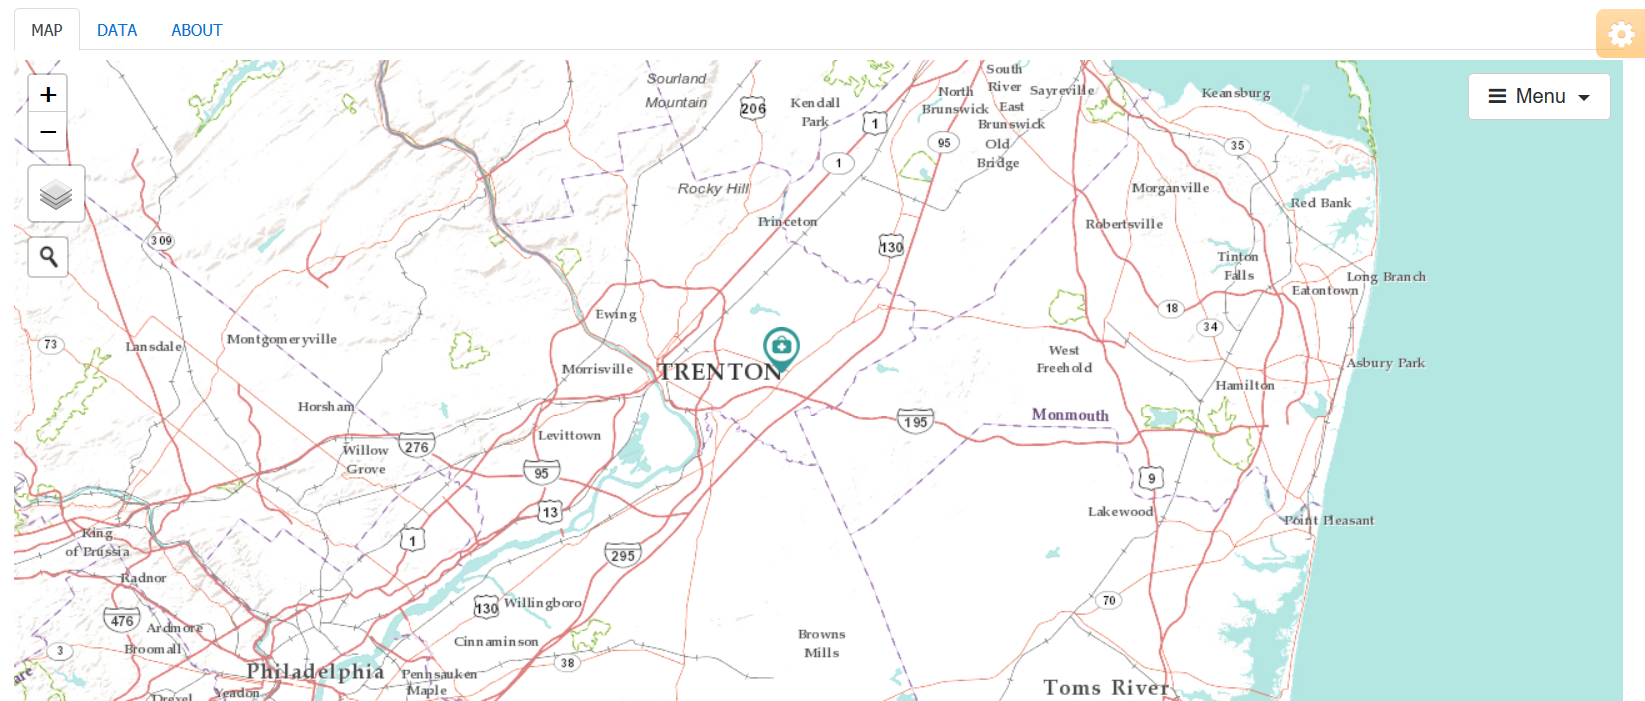 MAP
DATA
ABOUT
+
−
Menu
Sourland
Mountain
206
Kendall
Park
1
North
Brunswick
South
River
East
Brunswick
Old
Bridge
Sayreville
Keansburg
95
35
1
Rocky Hill
Morganville
Red Bank
Princeton
Robertsville
309
130
Tinton
Falls
Long Branch
Eatontown
18
34
Ewing
73
Lansdale
Montgomeryville
West
Freehold
Asbury Park
Morrisville
TRENTON
Hamilton
Horsham
Monmouth
195
Levittown
276
Willow
Grove
95
9
13
Lakewood
Point Pleasant
King
of Prussia
1
295
Radnor
476
130
Willingboro
70
Ardmore
Broomall
3
Cinnaminson
38
Browns
Mills
Philadelphia
Pennsauken
Maple
Toms River
are
Drexel
Yeadon